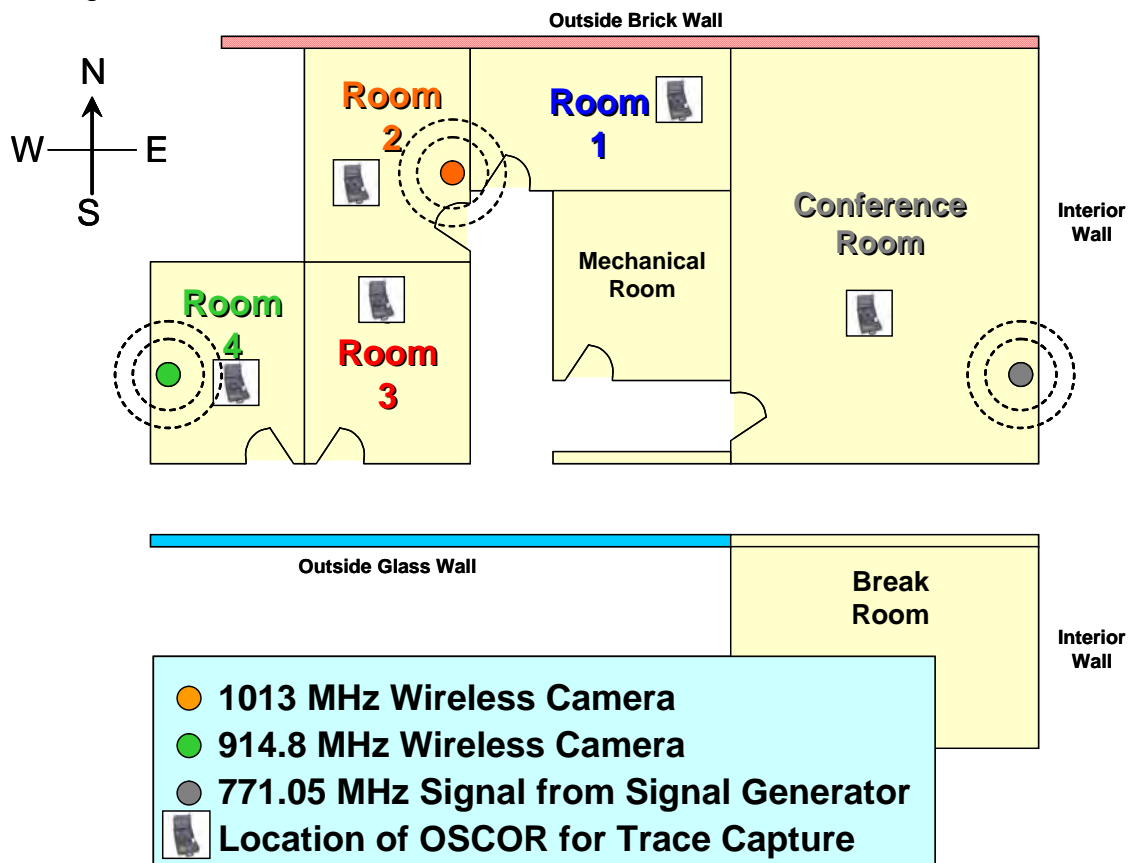 Outside Brick Wall
N
W
E
S
Room
2
Room
1
Conference
Room
Interior
Wall
Mechanical
Room
Room
4
Room
3
Outside Glass Wall
Break
Room
Interior
Wall
1013 MHz Wireless Camera
914.8 MHz Wireless Camera
771.05 MHz Signal from Signal Generator
Location of OSCOR for Trace Capture